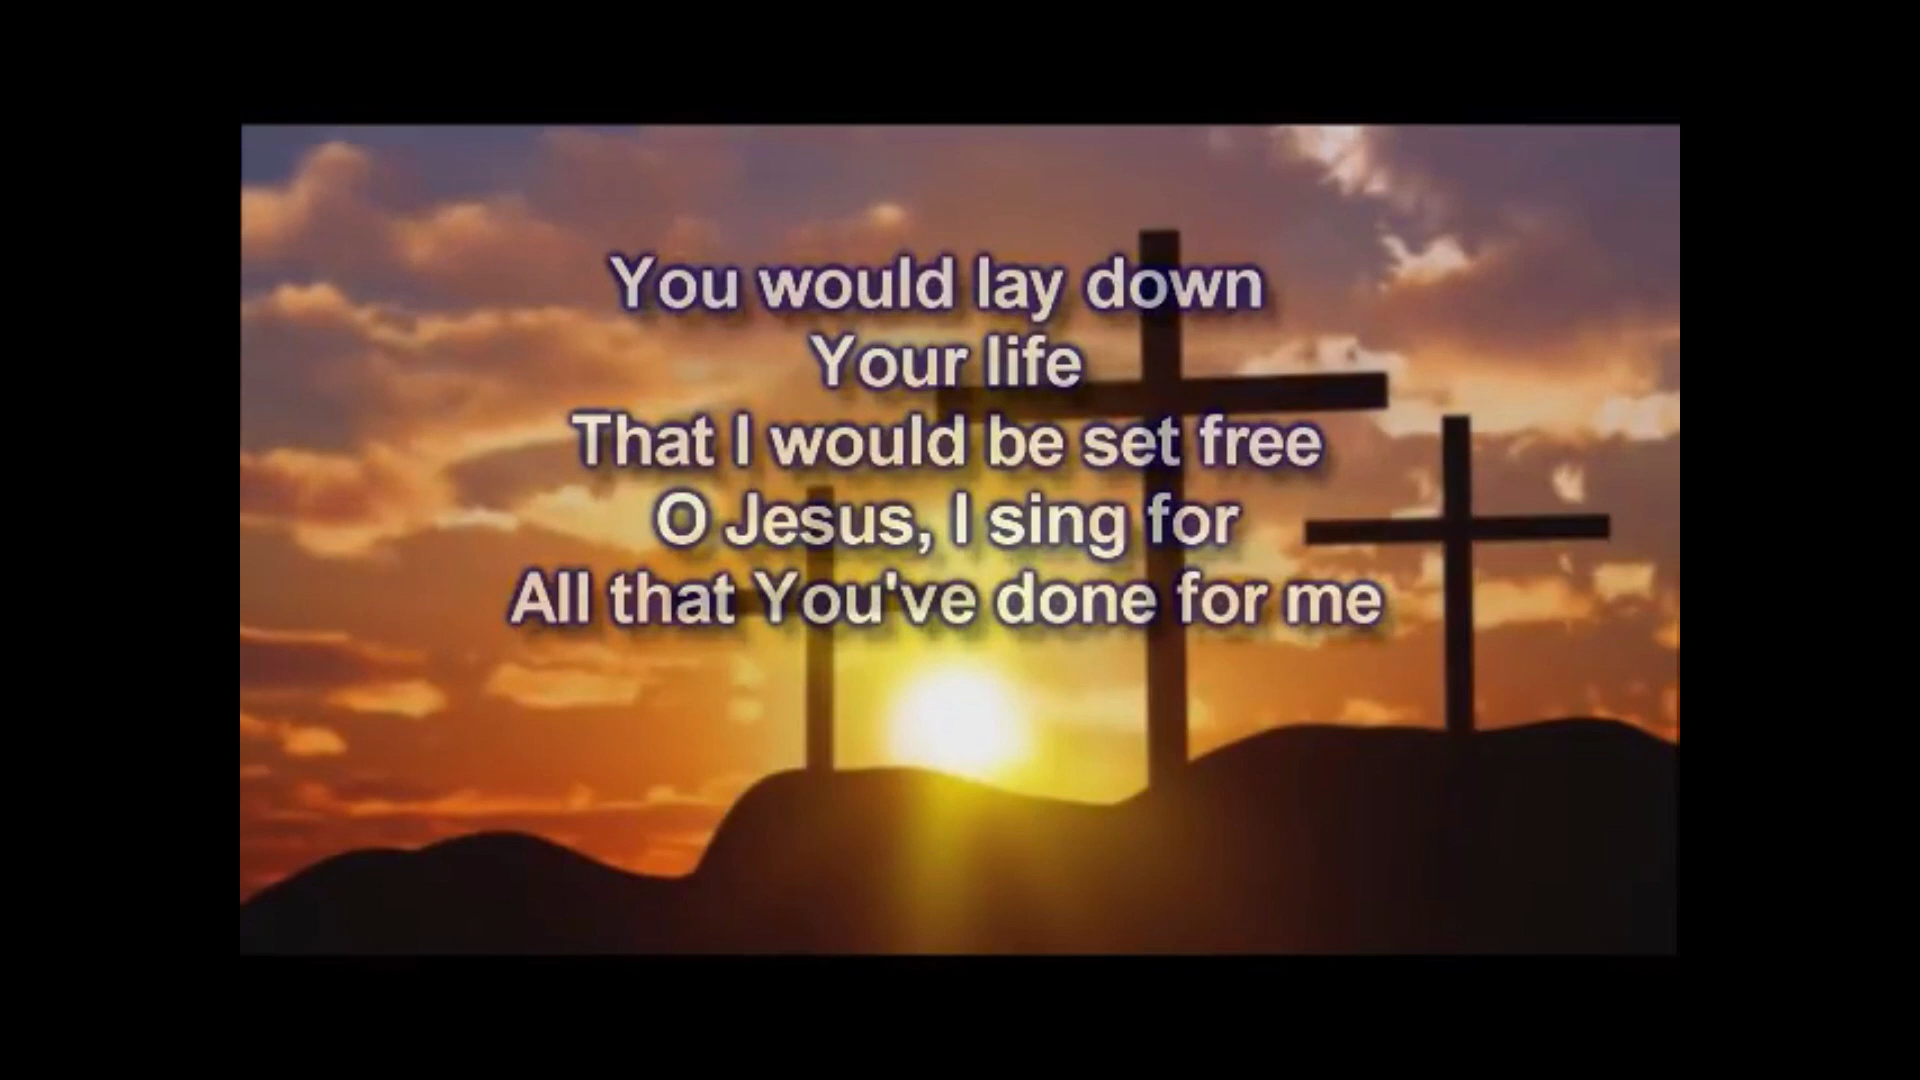 You would lay down
Your life
That I would be set free
O Jesus, I sing for
All that You've done for me